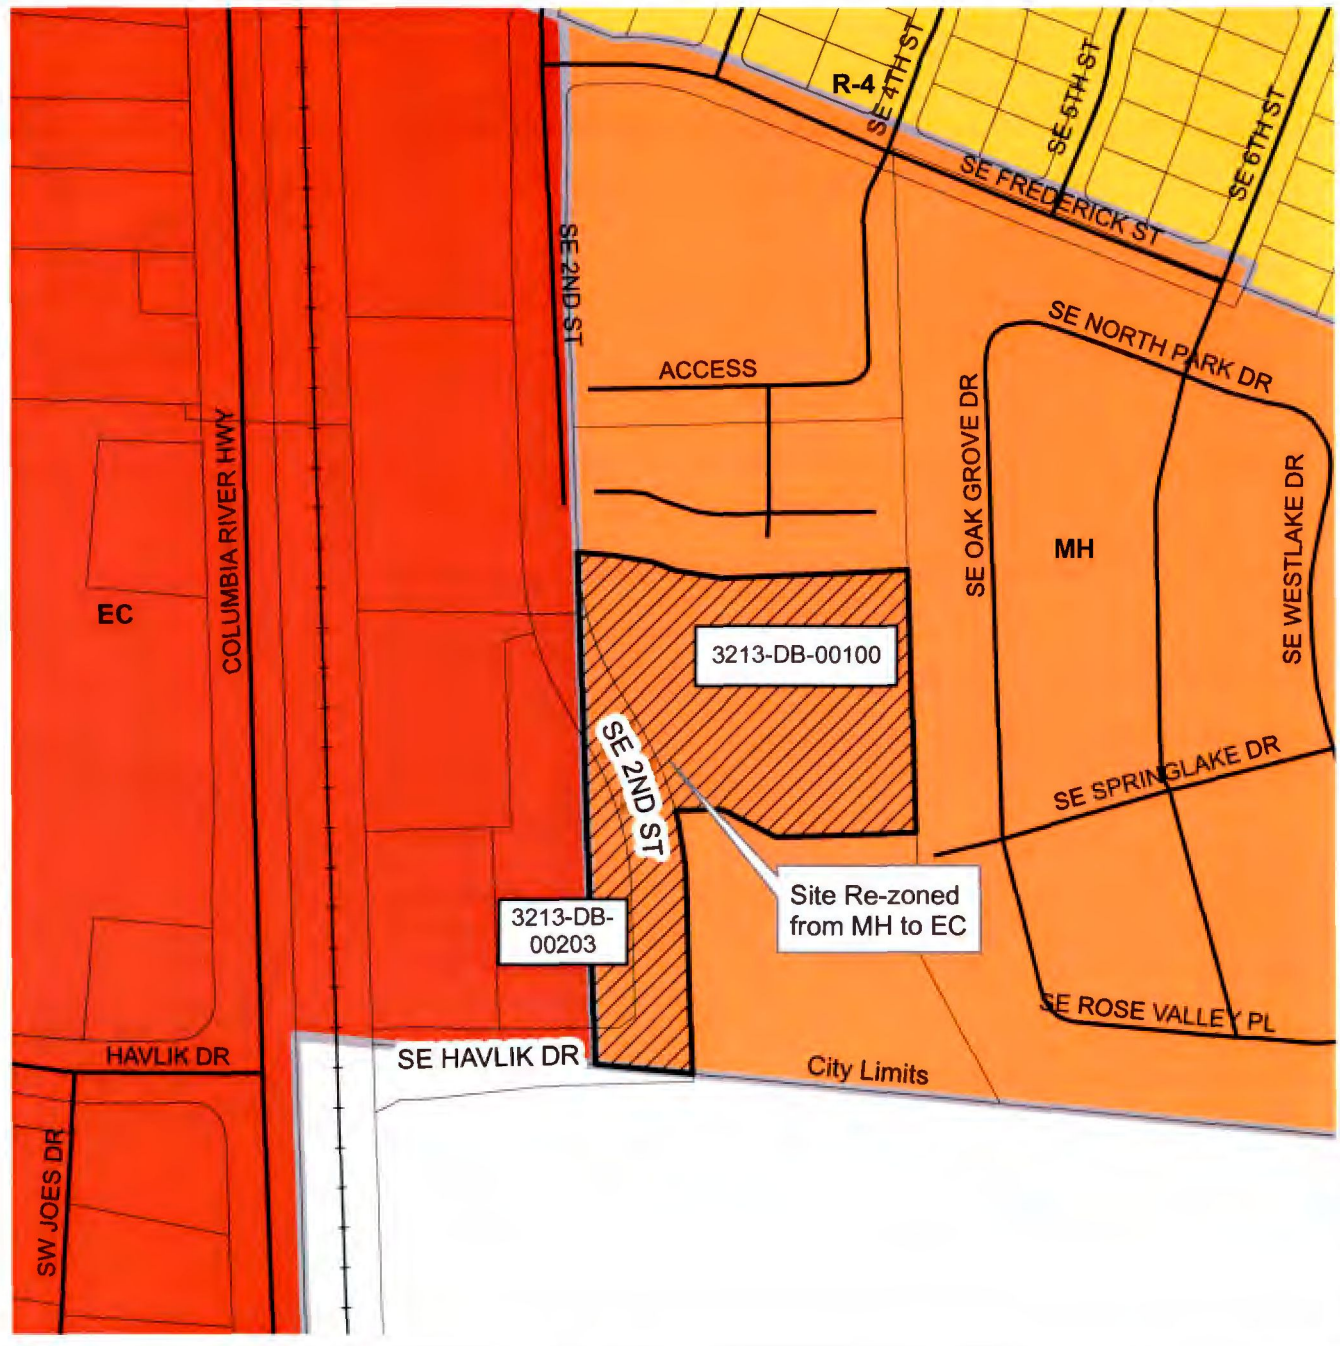 R-4
SE 4TH ST
SE 5TH ST
SE 6TH ST
SE FREDERICK ST
SE 2ND ST
SE NORTH PARK DR
ACCESS
COLUMBIA RIVER HWY
SE OAK GROVE DR
MH
SE WESTLAKE DR
EC
3213-DB-00100
SE 2ND ST
SE SPRINGLAKE DR
Site Re-zoned
from MH to EC
3213-DB-
00203
SE ROSE VALLEY PL
HAVLIK DR
SE HAVLIK DR
City Limits
SW JOES DR